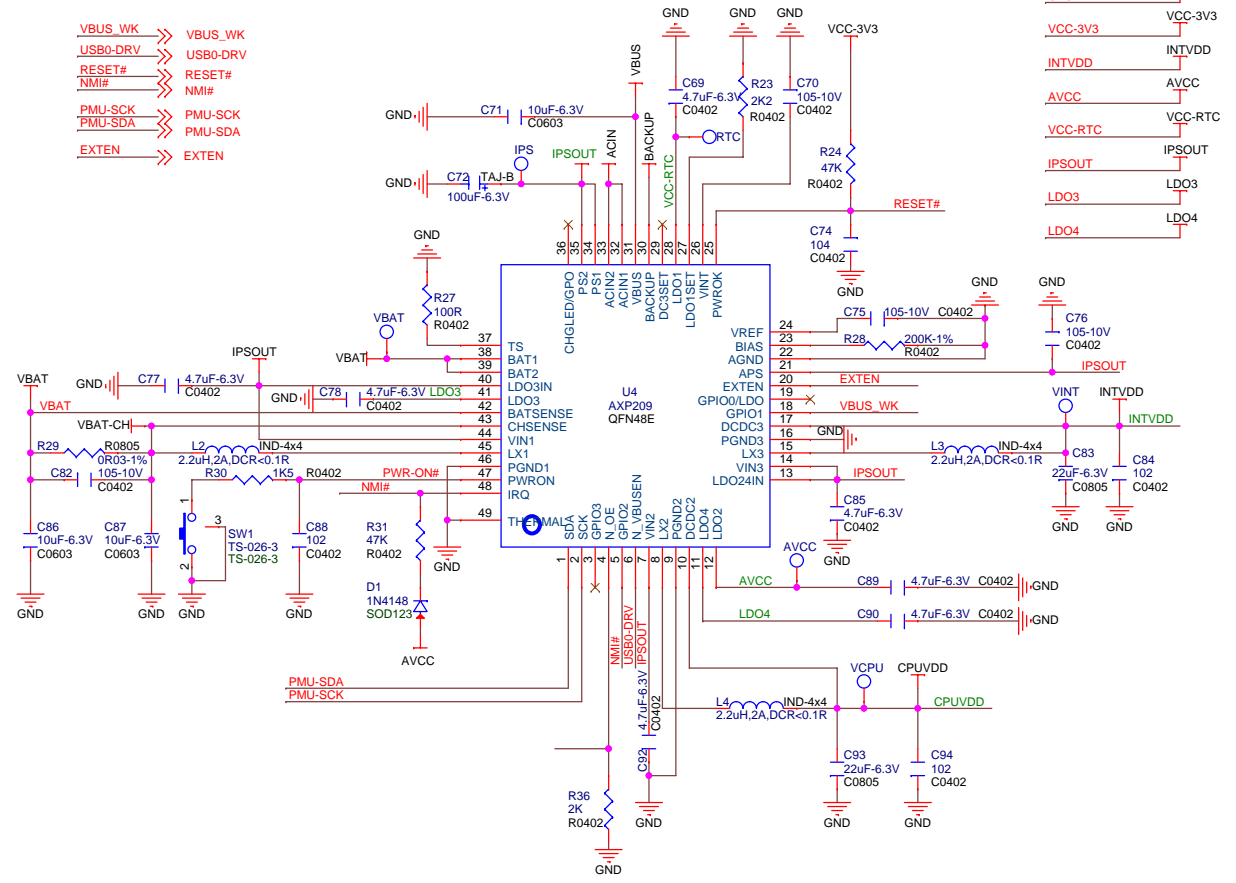 VBUS_WK VBUS_WK
USB0-DRV USB0-DRV
RESET# RESET#
NMI# NMI#
PMU-SCK PMU-SCK
PMU-SDA PMU-SDA
EXTEN EXTEN
VCC-3V3
VCC-3V3
INTVDD
INTVDD
AVCC
AVCC
VCC-RTC
VCC-RTC
IPSOUT
IPSOUT
LDO3
LDO3
LDO4
LDO4
GND
GND
GND
VCC-3V3
VBUS
C69
4.7uF-6.3V
C0402
R23
2K2
R0402
C70
105-10V
C0402
GND
C71
10uF-6.3V
C0603
RTC
ACIN
BACKUP
VCC-RTC
IPS
IPSOUT
GND
C72
TAJ-B
100uF-6.3V
R24
47K
R0402
RESET#
C74
104
C0402
GND
GND
R27
100R
R0402
36
35
34
33
32
31
30
29
28
27
26
25
CHGLED/GPO
PS2
PS1
ACIN2
ACIN1
VBUS
BACKUP
DC3SET
LDO1
LDO1SET
VINT
PWROK
U4
AXP209
QFN48E
37 TS
38 BAT1
39 BAT2
40 LDO3IN
41 LDO3
42 BATSENSE
43 CHSENSE
44 VIN1
45 LX1
46 PGND1
47 PWRON
48 IRQ
49 THERMAL
VREF 24
BIAS 23
AGND 22
APS 21
EXTEN 20
GPIO0/LDO 19
GPIO1 18
DCDC3 17
PGND3 16
LX3 15
VIN3 14
LDO24IN 13
SDA
SCK
GPIO3
N_OE
GPIO2
N_VBUSEN
VIN2
LX2
PGND2
DCDC2
LDO4
LDO2
1
2
3
4
5
6
7
8
9
10
11
12
VBAT
VBAT
IPSOUT
VBAT
GND
C77
4.7uF-6.3V
C0402
GND
C78
4.7uF-6.3V
C0402
LDO3
VBAT
VBAT-CH
R29
R0805
0R03-1%
C82
105-10V
C0402
L2
IND-4x4
2.2uH,2A,DCR<0.1R
R30
1K5
R0402
PWR-ON#
NMI#
C86
10uF-6.3V
C0603
GND
C87
10uF-6.3V
C0603
GND
1
3
2
SW1
TS-026-3
TS-026-3
GND
C88
102
C0402
GND
R31
47K
R0402
D1
1N4148
SOD123
AVCC
GND
C75
105-10V
C0402
R28
200K-1%
R0402
GND
GND
C76
105-10V
C0402
IPSOUT
EXTEN
VBUS_WK
GND
VINT
INTVDD
INTVDD
L3
IND-4x4
2.2uH,2A,DCR<0.1R
C83
22uF-6.3V
C0805
GND
C84
102
C0402
GND
IPSOUT
C85
4.7uF-6.3V
C0402
GND
AVCC
AVCC
C89
4.7uF-6.3V
C0402
GND
LDO4
C90
4.7uF-6.3V
C0402
GND
NMI#
USB0-DRV
IPSOUT
PMU-SDA
PMU-SCK
C92
4.7uF-6.3V
C0402
GND
R36
2K
R0402
GND
L4
IND-4x4
2.2uH,2A,DCR<0.1R
VCPU
CPUVDD
CPUVDD
C93
22uF-6.3V
C0805
GND
C94
102
C0402
GND